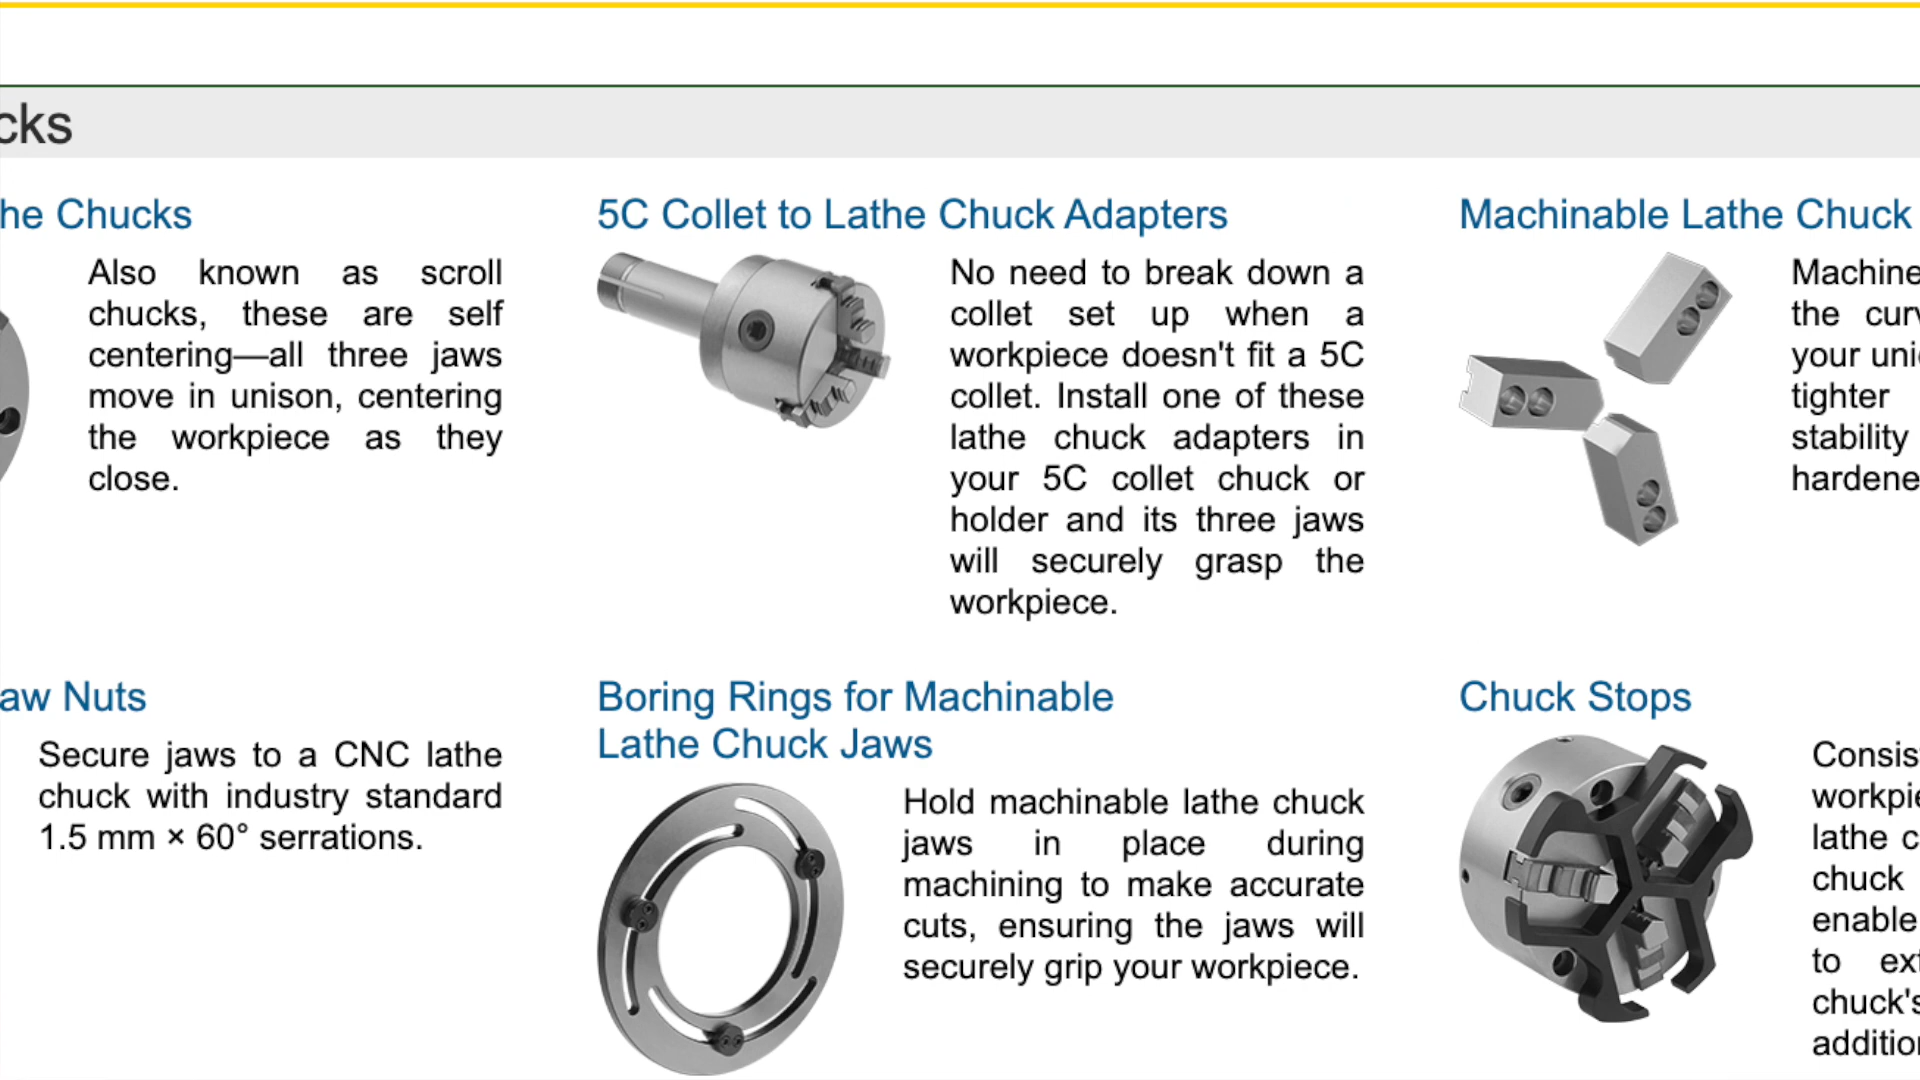 cks
he Chucks
Also known as scroll
chucks, these are self
centering—all three jaws
move in unison, centering
the workpiece as they
close.
5C Collet to Lathe Chuck Adapters
No need to break down a
collet set up when a
workpiece doesn't fit a 5C
collet. Install one of these
lathe chuck adapters in
your 5C collet chuck or
holder and its three jaws
will securely grasp the
workpiece.
Machinable Lathe Chuck
Machine
the curv
your uni
tighter
stability
hardene
aw Nuts
Secure jaws to a CNC lathe
chuck with industry standard
1.5 mm × 60° serrations.
Boring Rings for Machinable
Lathe Chuck Jaws
Hold machinable lathe chuck
jaws in place during
machining to make accurate
cuts, ensuring the jaws will
securely grip your workpiece.
Chuck Stops
Consis
workpie
lathe c
chuck
enable
to ext
chuck's
addition